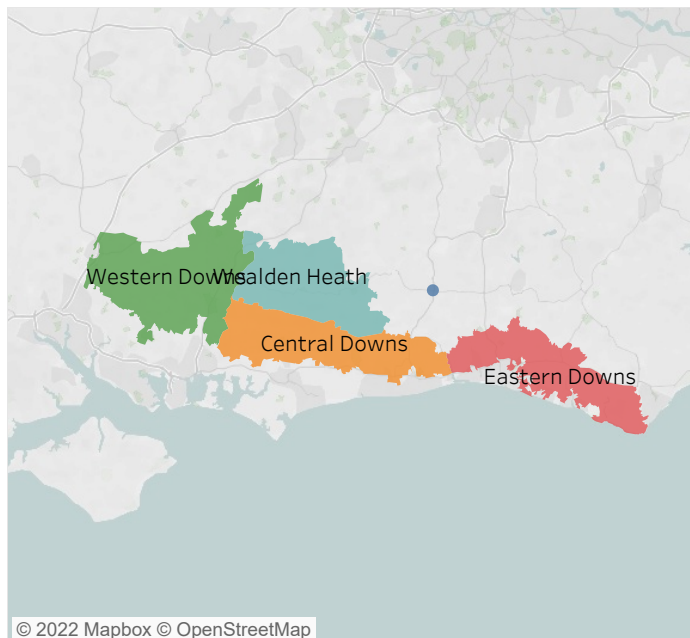 Western Downs
Wealden Heath
Central Downs
Eastern Downs
© 2022 Mapbox © OpenStreetMap